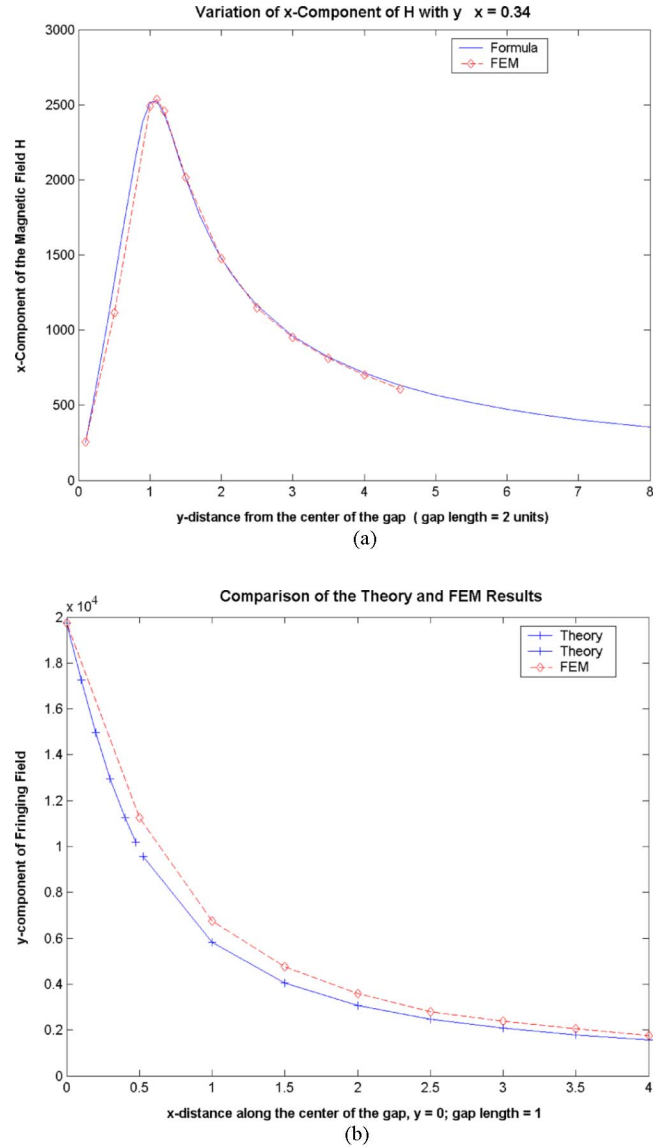 Variation of x-Component of H with y x = 0.34
3000
2500
2000
1500
1000
500
0
Formula
FEM
x-Component of the Magnetic Field H
0 1 2 3 4 5 6 7 8
y-distance from the center of the gap ( gap length = 2 units)
(a)
Comparison of the Theory and FEM Results
x 10^4
2
1.8
1.6
1.4
1.2
1
0.8
0.6
0.4
0.2
0
Theory
Theory
FEM
y-component of Fringing Field
0 0.5 1 1.5 2 2.5 3 3.5 4
x-distance along the center of the gap, y = 0; gap length = 1
(b)